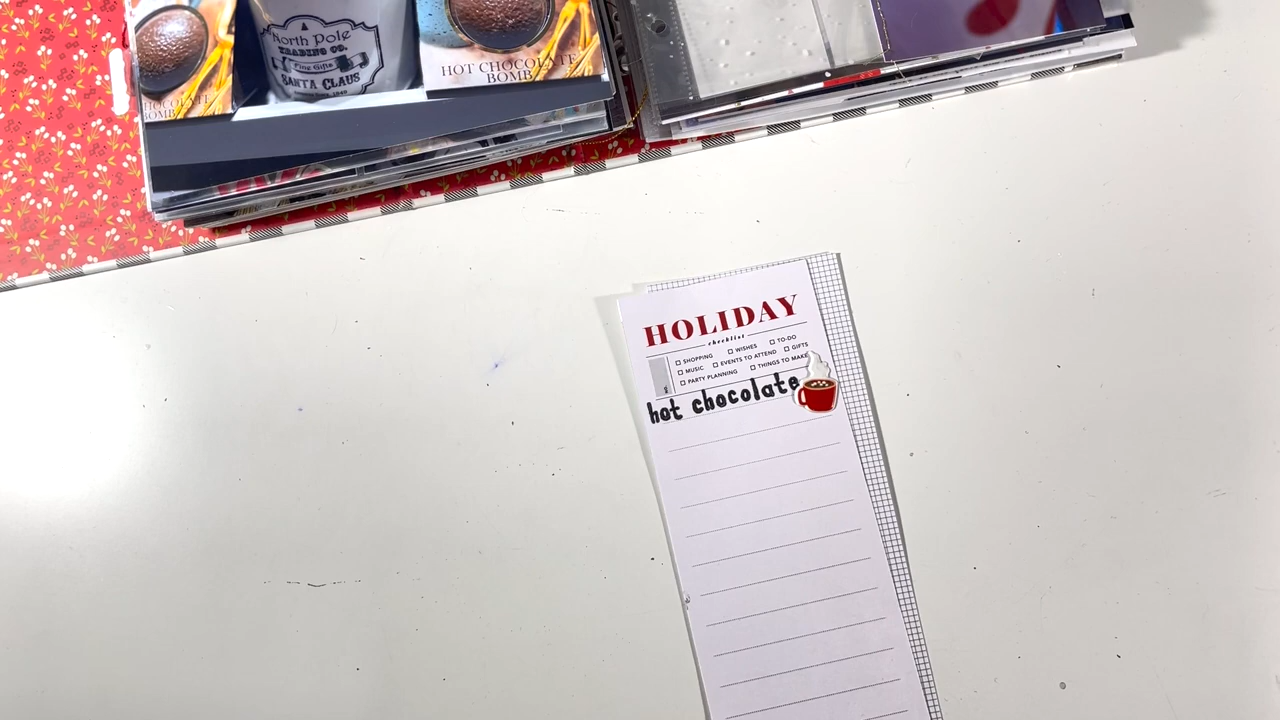 North Pole
TRADING CO.
Fine Gifts
SANTA CLAUS
HOT CHOCOLATE
BOMB
HOLIDAY
checklist
SHOPPING
WISHES
TO-DO
MUSIC
EVENTS TO ATTEND
GIFTS
PARTY PLANNING
THINGS TO MAKE
hot chocolate